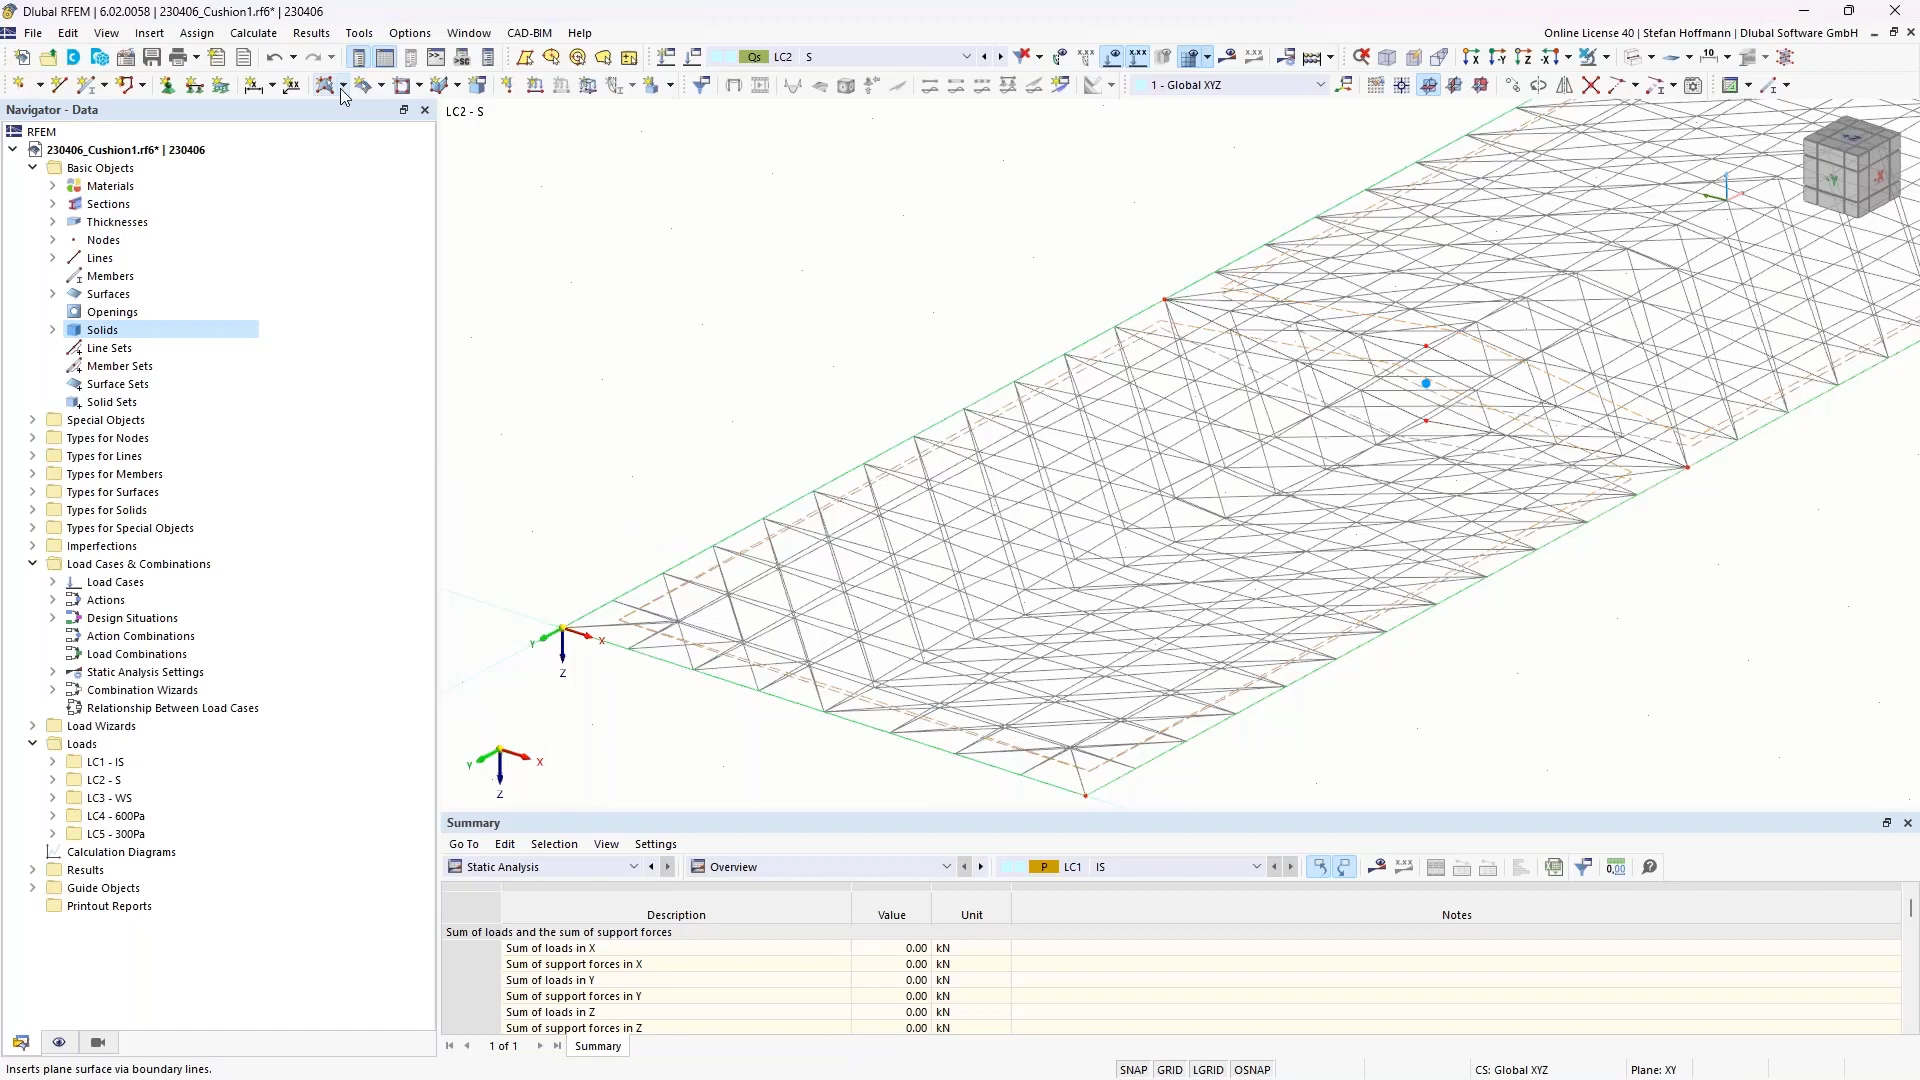 Dlubal RFEM | 6.02.0058 | 230406_Cushion1.rf6* | 230406
File Edit View Insert Assign Calculate Results Tools Options Window CAD-BIM Help
Online License 40 | Stefan Hoffmann | Dlubal Software GmbH
Qs LC2 S
1 - Global XYZ
Navigator - Data
RFEM
230406_Cushion1.rf6* | 230406
Basic Objects
Materials
Sections
Thicknesses
Nodes
Lines
Members
Surfaces
Openings
Solids
Line Sets
Member Sets
Surface Sets
Solid Sets
Special Objects
Types for Nodes
Types for Lines
Types for Members
Types for Surfaces
Types for Solids
Types for Special Objects
Imperfections
Load Cases & Combinations
Load Cases
Actions
Design Situations
Action Combinations
Load Combinations
Static Analysis Settings
Combination Wizards
Relationship Between Load Cases
Load Wizards
Loads
LC1 - IS
LC2 - S
LC3 - WS
LC4 - 600Pa
LC5 - 300Pa
Calculation Diagrams
Results
Guide Objects
Printout Reports
LC2 - S
+Z
-Y
-X
Y X
Z
Y X
Z
Summary
Go To Edit Selection View Settings
Static Analysis Overview P LC1 IS
Description Value Unit Notes
Sum of loads and the sum of support forces
Sum of loads in X 0.00 kN
Sum of support forces in X 0.00 kN
Sum of loads in Y 0.00 kN
Sum of support forces in Y 0.00 kN
Sum of loads in Z 0.00 kN
Sum of support forces in Z 0.00 kN
1 of 1 Summary
Inserts plane surface via boundary lines.
SNAP GRID LGRID OSNAP CS: Global XYZ Plane: XY